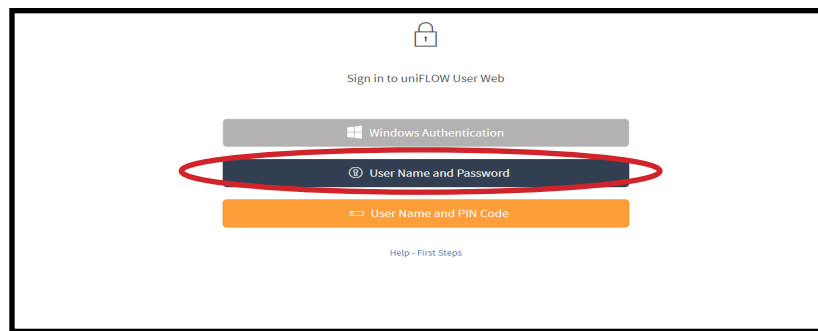 Sign in to uniFLOW User Web
Windows Authentication
User Name and Password
User Name and PIN Code
Help - First Steps